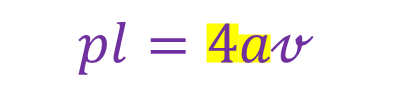 pl = 4av